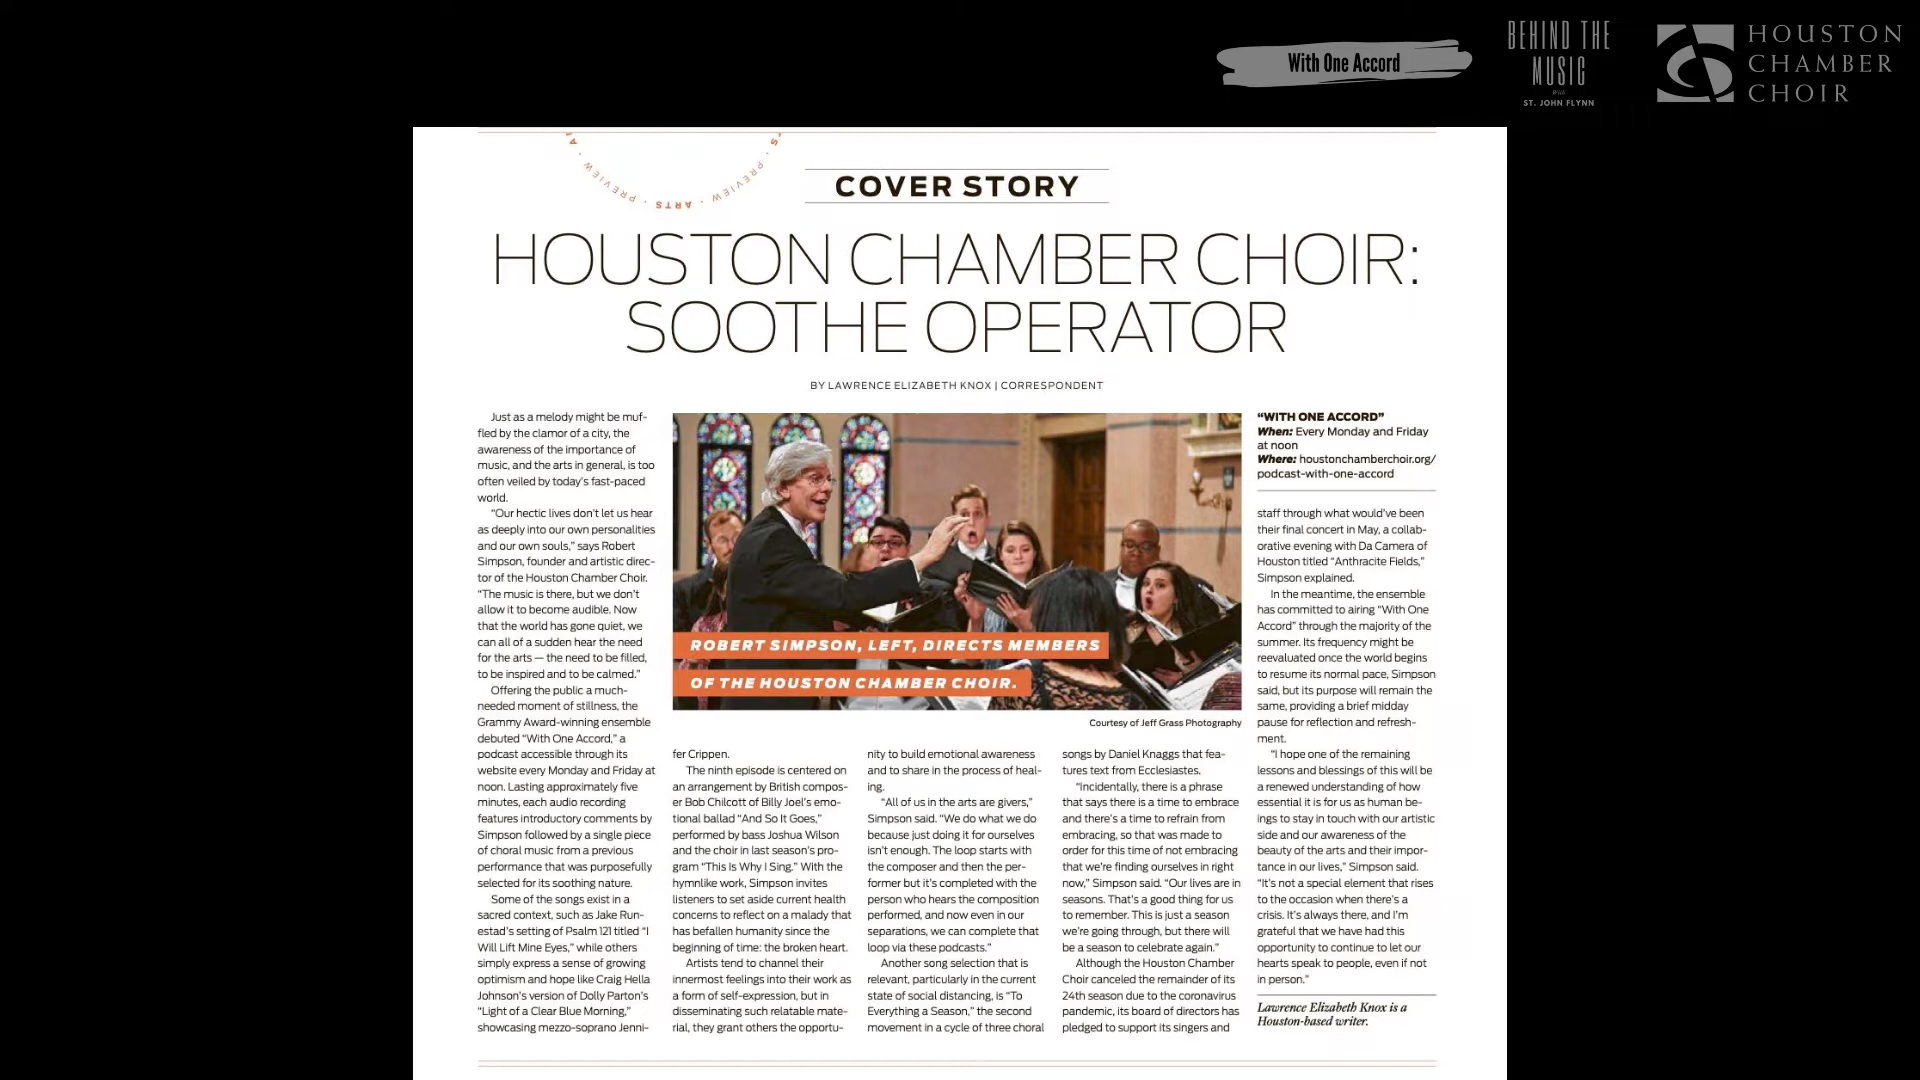 With One Accord
BEHIND THE
MUSIC
With
ST. JOHN FLYNN
HOUSTON
CHAMBER
CHOIR
PREVIEW · ARTS · PREVIEW
COVER STORY
HOUSTON CHAMBER CHOIR:
SOOTHE OPERATOR
BY LAWRENCE ELIZABETH KNOX | CORRESPONDENT
Just as a melody might be muf-
fled by the clamor of a city, the
awareness of the importance of
music, and the arts in general, is too
often veiled by today's fast-paced
world.
"Our hectic lives don't let us hear
as deeply into our own personalities
and our own souls," says Robert
Simpson, founder and artistic direc-
tor of the Houston Chamber Choir.
"The music is there, but we don't
allow it to become audible. Now
that the world has gone quiet, we
can all of a sudden hear the need
for the arts — the need to be filled,
to be inspired and to be calmed."
Offering the public a much-
needed moment of stillness, the
Grammy Award-winning ensemble
debuted "With One Accord," a
podcast accessible through its
website every Monday and Friday at
noon. Lasting approximately five
minutes, each audio recording
features introductory comments by
Simpson followed by a single piece
of choral music from a previous
performance that was purposefully
selected for its soothing nature.
Some of the songs exist in a
sacred context, such as Jake Run-
estad's setting of Psalm 121 titled "I
Will Lift Mine Eyes," while others
simply express a sense of growing
optimism and hope like Craig Hella
Johnson's version of Dolly Parton's
"Light of a Clear Blue Morning,"
showcasing mezzo-soprano Jenni-
ROBERT SIMPSON, LEFT, DIRECTS MEMBERS
OF THE HOUSTON CHAMBER CHOIR.
Courtesy of Jeff Grass Photography
fer Crippen.
The ninth episode is centered on
an arrangement by British compos-
er Bob Chilcott of Billy Joel's emo-
tional ballad "And So It Goes,"
performed by bass Joshua Wilson
and the choir in last season's pro-
gram "This Is Why I Sing." With the
hymnlike work, Simpson invites
listeners to set aside current health
concerns to reflect on a malady that
has befallen humanity since the
beginning of time: the broken heart.
Artists tend to channel their
innermost feelings into their work as
a form of self-expression, but in
disseminating such relatable mate-
rial, they grant others the opportu-
nity to build emotional awareness
and to share in the process of heal-
ing.
"All of us in the arts are givers,"
Simpson said. "We do what we do
because just doing it for ourselves
isn't enough. The loop starts with
the composer and then the per-
former but it's completed with the
person who hears the composition
performed, and now even in our
separations, we can complete that
loop via these podcasts."
Another song selection that is
relevant, particularly in the current
state of social distancing, is "To
Everything a Season," the second
movement in a cycle of three choral
songs by Daniel Knaggs that fea-
tures text from Ecclesiastes.
"Incidentally, there is a phrase
that says there is a time to embrace
and there's a time to refrain from
embracing, so that was made to
order for this time of not embracing
that we're finding ourselves in right
now," Simpson said. "Our lives are in
seasons. That's a good thing for us
to remember. This is just a season
we're going through, but there will
be a season to celebrate again."
Although the Houston Chamber
Choir canceled the remainder of its
24th season due to the coronavirus
pandemic, its board of directors has
pledged to support its singers and
"WITH ONE ACCORD"
When: Every Monday and Friday
at noon
Where: houstonchamberchoir.org/
podcast-with-one-accord
staff through what would've been
their final concert in May, a collab-
orative evening with Da Camera of
Houston titled "Anthracite Fields,"
Simpson explained.
In the meantime, the ensemble
has committed to airing "With One
Accord" through the majority of the
summer. Its frequency might be
reevaluated once the world begins
to resume its normal pace, Simpson
said, but its purpose will remain the
same, providing a brief midday
pause for reflection and refresh-
ment.
"I hope one of the remaining
lessons and blessings of this will be
a renewed understanding of how
essential it is for us as human be-
ings to stay in touch with our artistic
side and our awareness of the
beauty of the arts and their impor-
tance in our lives," Simpson said.
"It's not a special element that rises
to the occasion when there's a
crisis. It's always there, and I'm
grateful that we have had this
opportunity to continue to let our
hearts speak to people, even if not
in person."
Lawrence Elizabeth Knox is a
Houston-based writer.